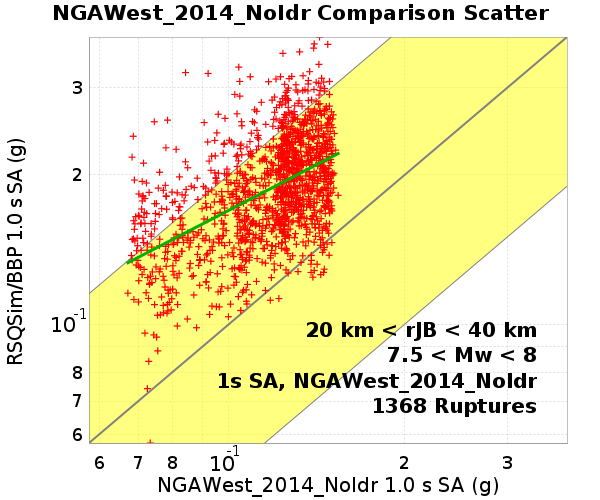 NGAWest_2014_NoIdr Comparison Scatter
RSQSim/BBP 1.0 s SA (g)
3
2
10^-1
8
7
6
20 km < rJB < 40 km
7.5 < Mw < 8
1s SA, NGAWest_2014_NoIdr
1368 Ruptures
6 7 8 10^-1 2 3
NGAWest_2014_NoIdr 1.0 s SA (g)